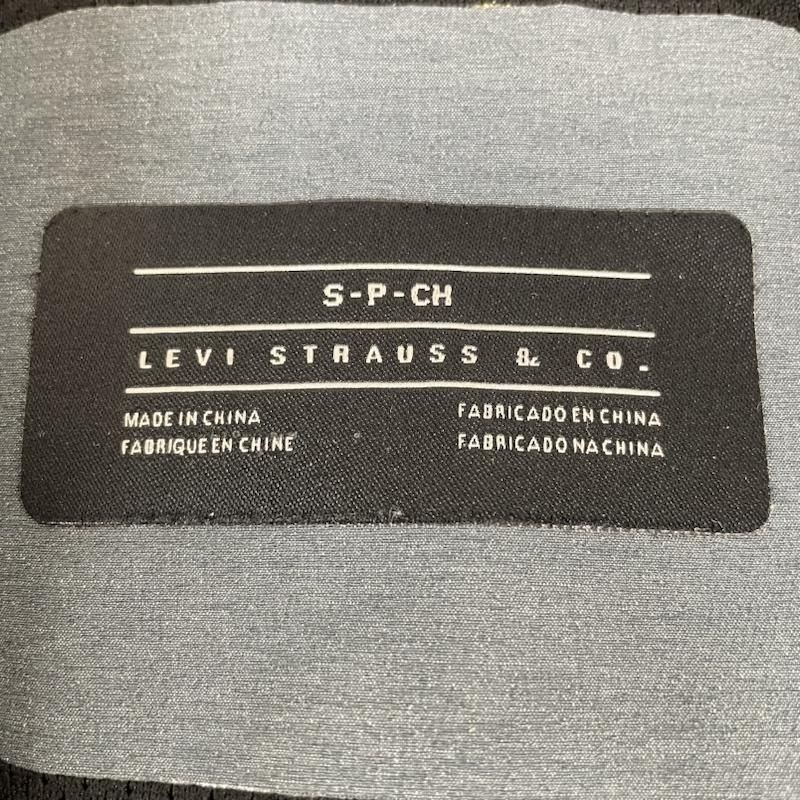 S-P-CH
LEVI STRAUSS & CO.
MADE IN CHINA
FABRIQUE EN CHINE
FABRICADO EN CHINA
FABRICADO NA CHINA